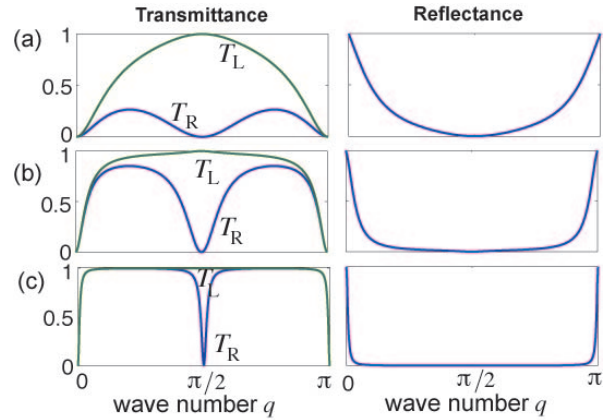 Transmittance
Reflectance
(a)
1
0.5
0
T_L
T_R
(b)
1
0.5
0
T_L
T_R
(c)
1
0.5
0
T_L
T_R
0 π/2 π
wave number q
0 π/2 π
wave number q